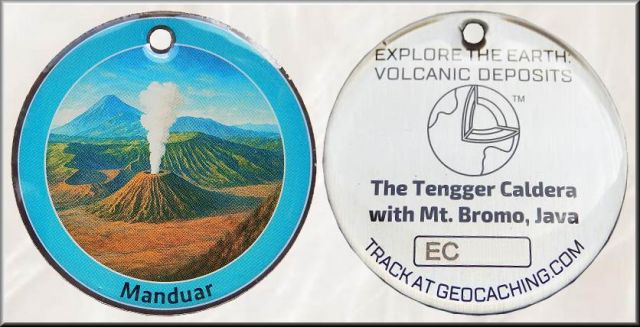 Manduar
EXPLORE THE EARTH:
VOLCANIC DEPOSITS
TM
The Tengger Caldera
with Mt. Bromo, Java
EC
TRACK AT GEOCACHING.COM